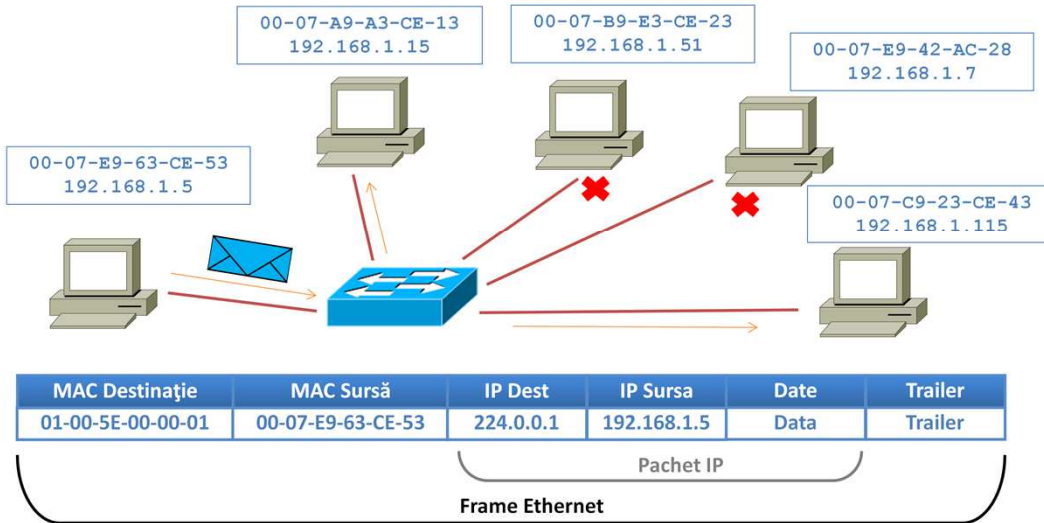 00-07-A9-A3-CE-13
192.168.1.15
00-07-B9-E3-CE-23
192.168.1.51
00-07-E9-42-AC-28
192.168.1.7
00-07-E9-63-CE-53
192.168.1.5
00-07-C9-23-CE-43
192.168.1.115
MAC Destinaţie MAC Sursă IP Dest IP Sursa Date Trailer
01-00-5E-00-00-01 00-07-E9-63-CE-53 224.0.0.1 192.168.1.5 Data Trailer
Pachet IP
Frame Ethernet